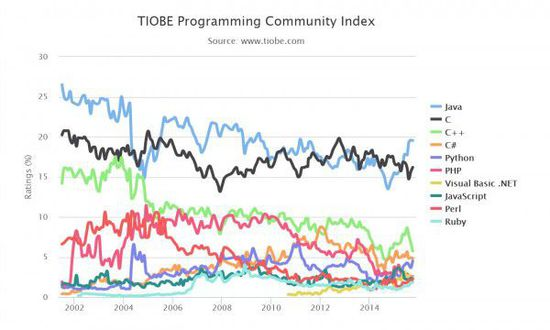 TIOBE Programming Community Index
Source: www.tiobe.com
30
25
20
15
10
5
0
Ratings (%)
2002
2004
2006
2008
2010
2012
2014
Java
C
C++
C#
Python
PHP
Visual Basic .NET
JavaScript
Perl
Ruby